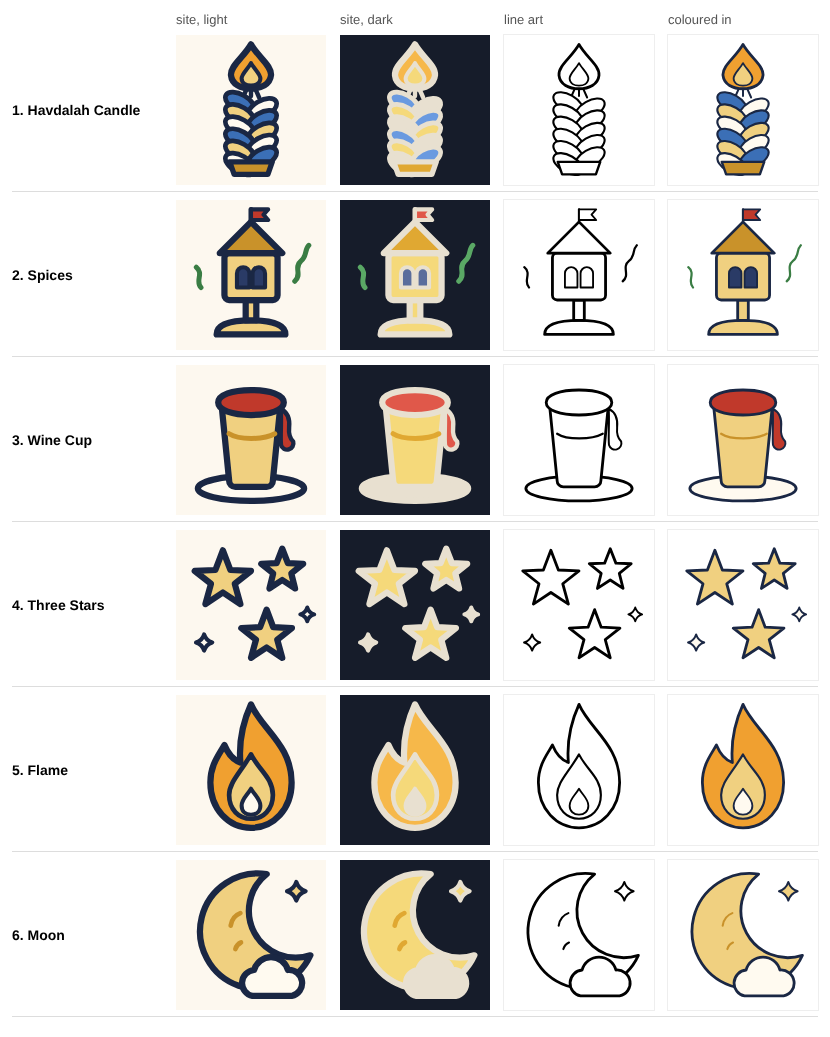 site, light site, dark line art coloured in
1. Havdalah Candle
2. Spices
3. Wine Cup
4. Three Stars
5. Flame
6. Moon